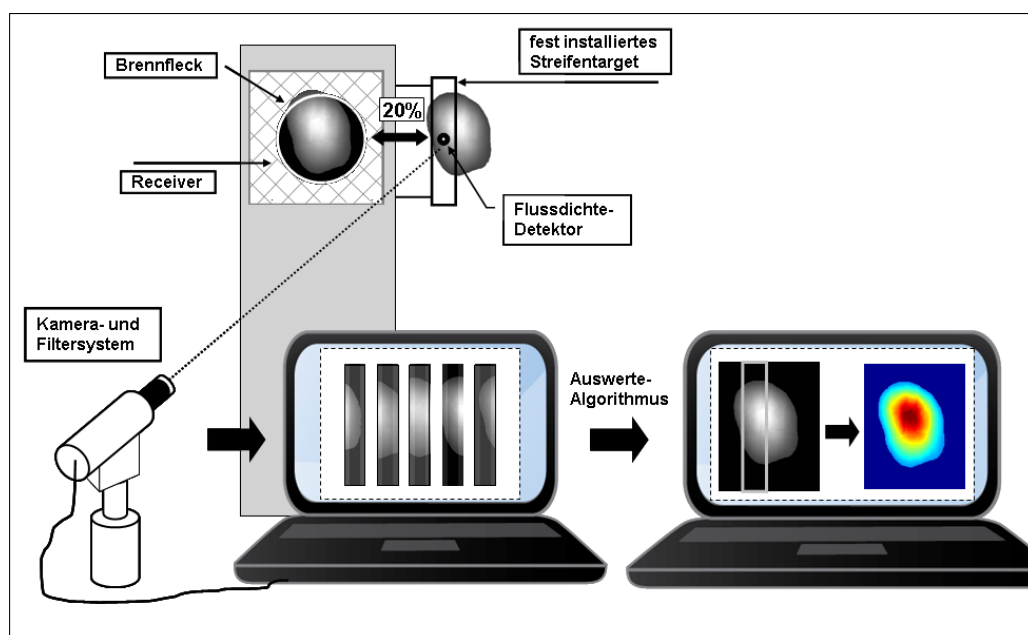 fest installiertes
Streifentarget
Brennfleck
20%
Receiver
Flussdichte-
Detektor
Kamera- und
Filtersystem
Auswerte-
Algorithmus